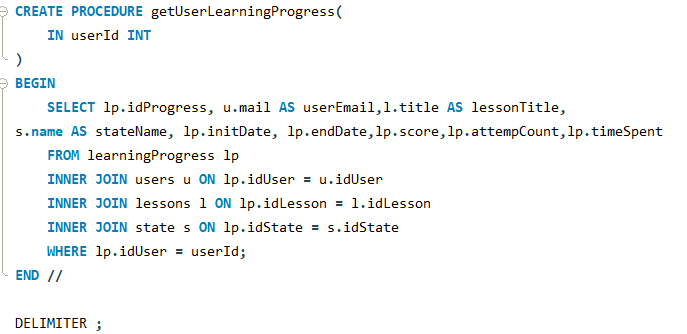 CREATE PROCEDURE getUserLearningProgress(
    IN userId INT
)
BEGIN
    SELECT lp.idProgress, u.mail AS userEmail,l.title AS lessonTitle,
s.name AS stateName, lp.initDate, lp.endDate,lp.score,lp.attempCount,lp.timeSpent
    FROM learningProgress lp
    INNER JOIN users u ON lp.idUser = u.idUser
    INNER JOIN lessons l ON lp.idLesson = l.idLesson
    INNER JOIN state s ON lp.idState = s.idState
    WHERE lp.idUser = userId;
END //
DELIMITER ;